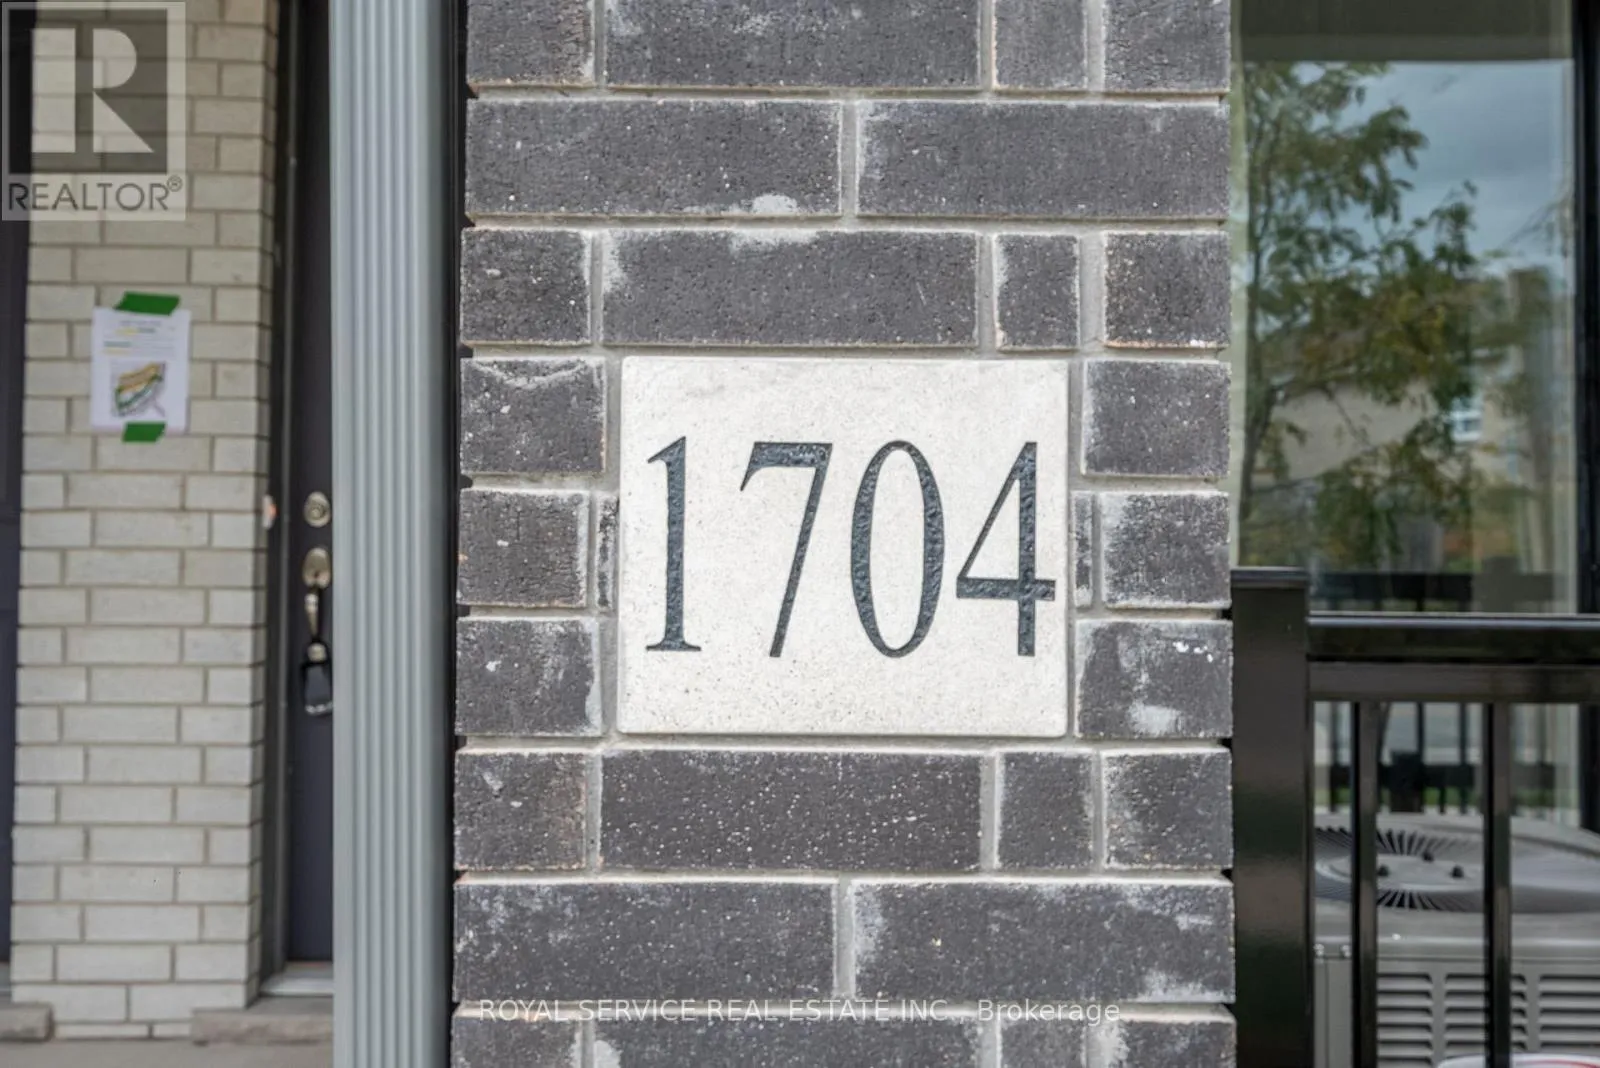 REALTOR®
1704
ROYAL SERVICE REAL ESTATE INC., Brokerage